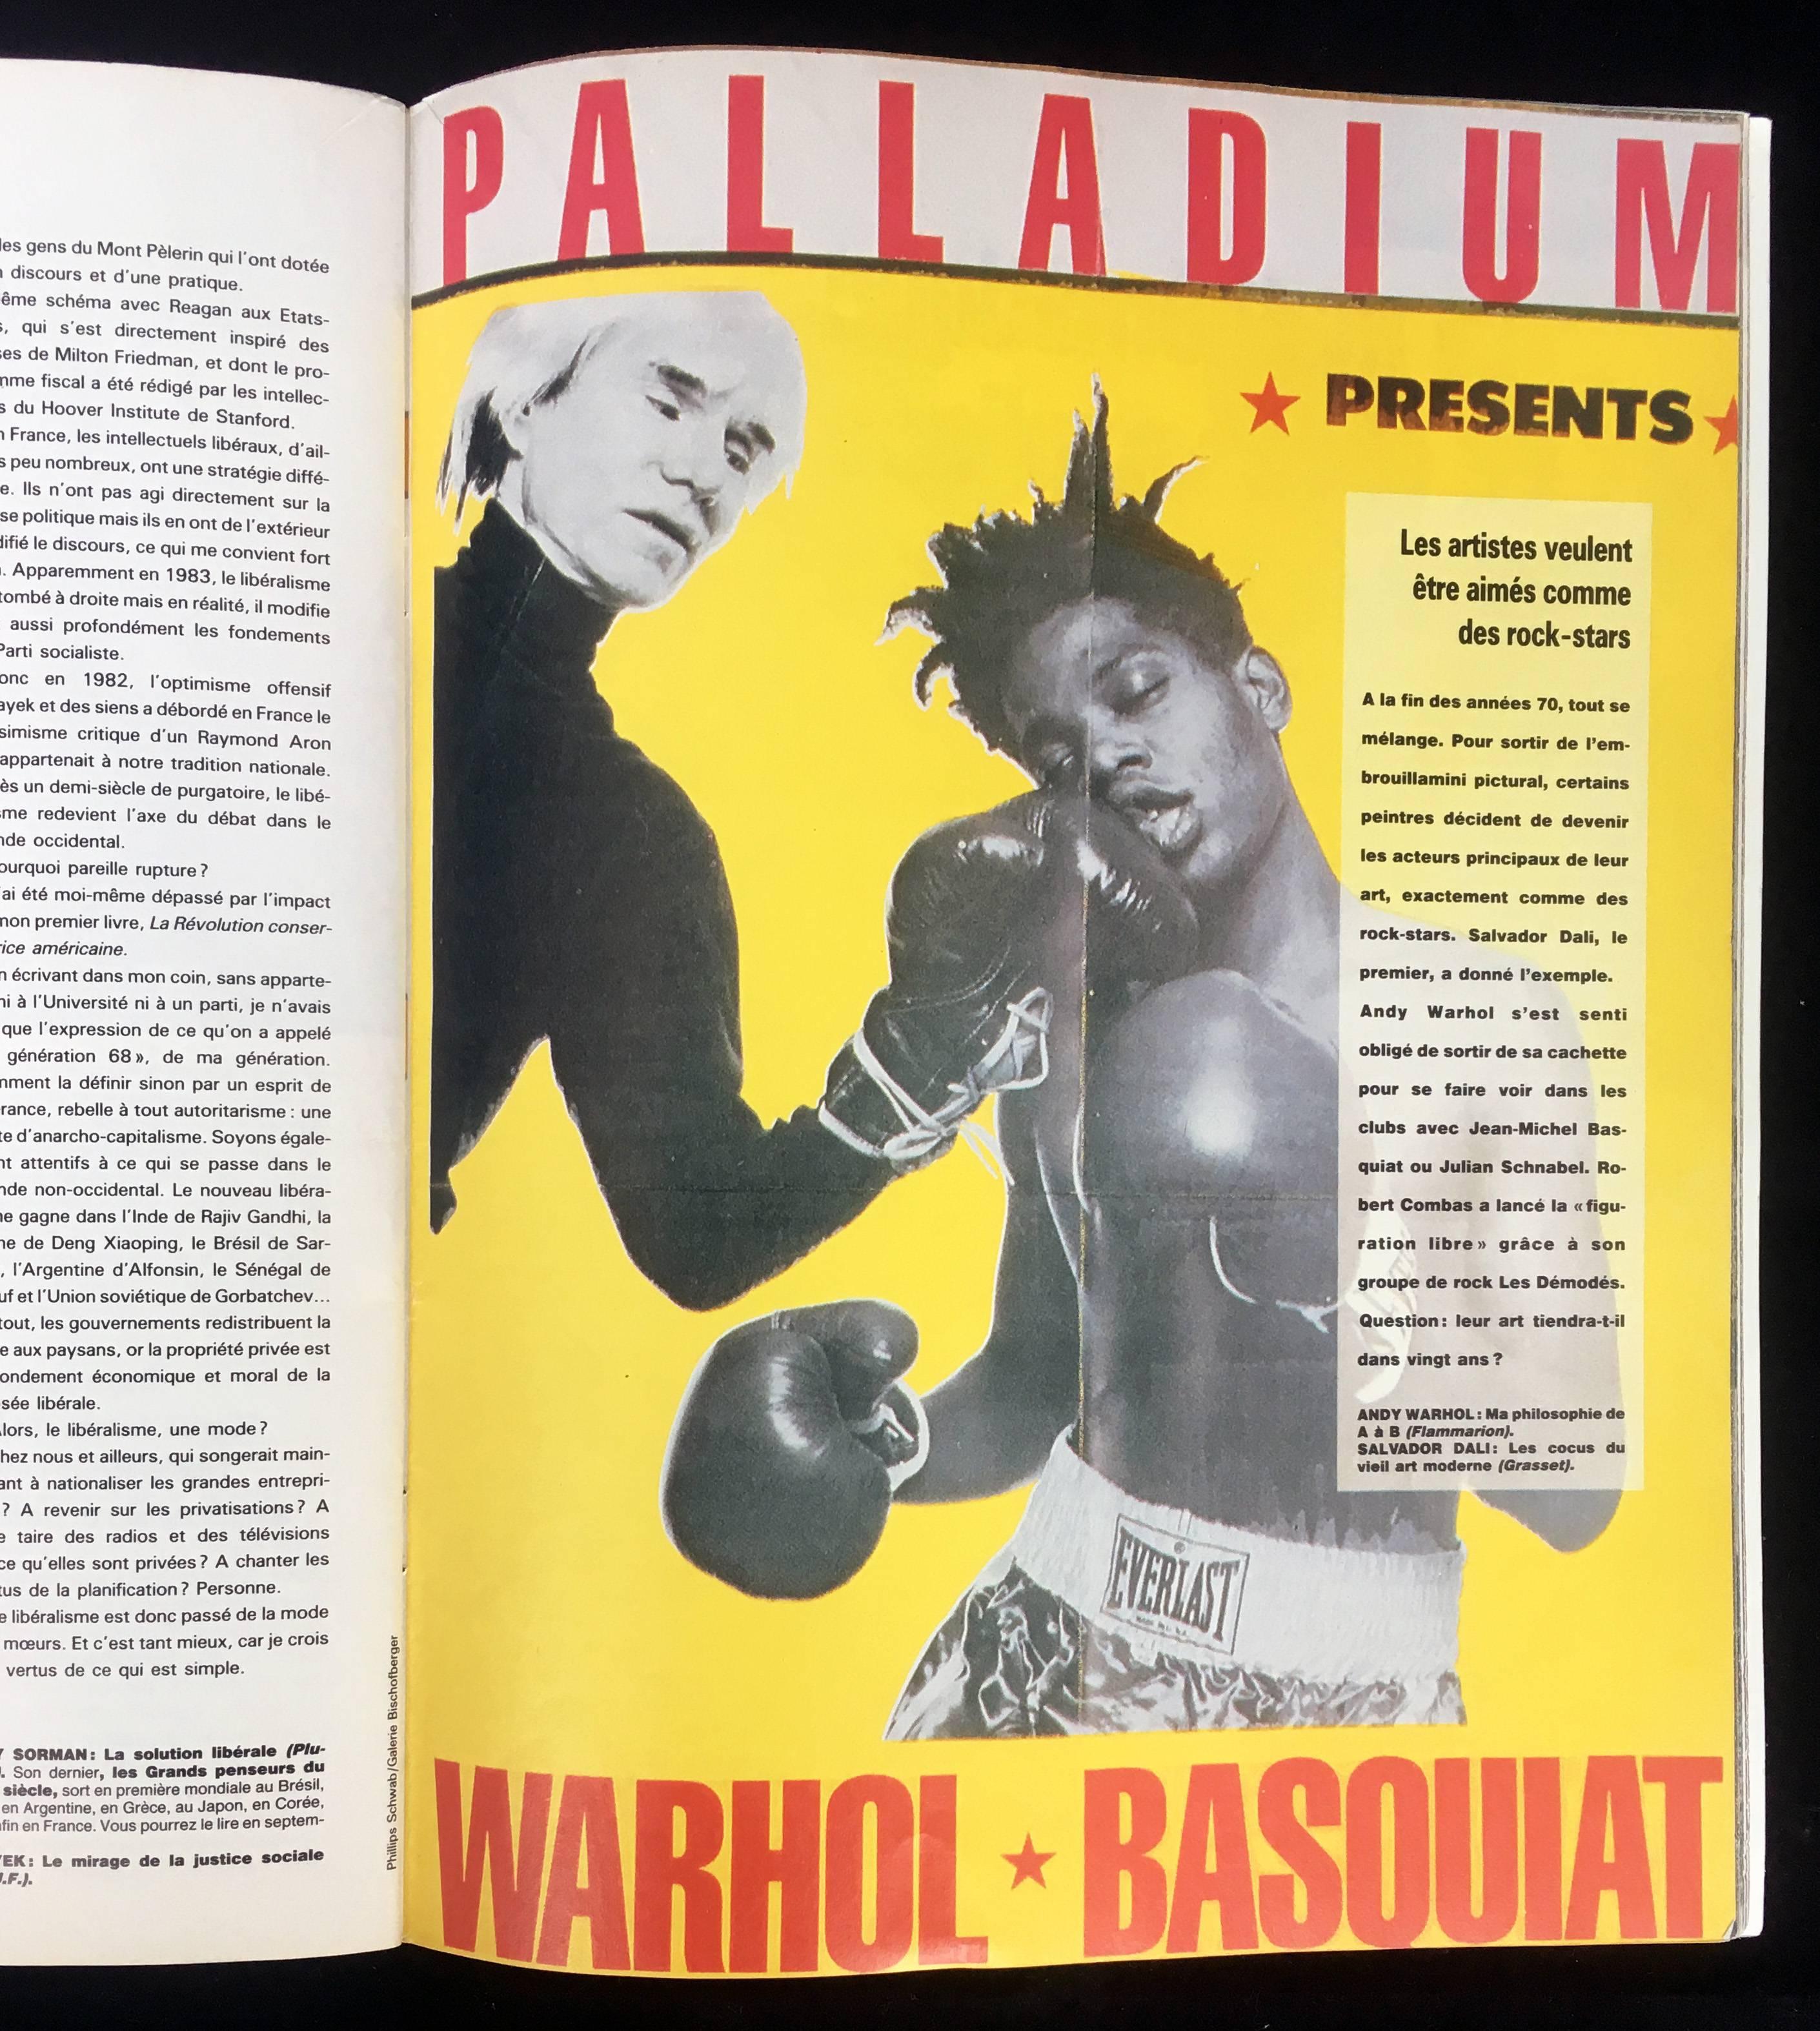 les gens du Mont Pèlerin qui l'ont dotée
discours et d'une pratique.
ême schéma avec Reagan aux Etats-
, qui s'est directement inspiré des
ses de Milton Friedman, et dont le pro-
mme fiscal a été rédigé par les intellec-
s du Hoover Institute de Stanford.
n France, les intellectuels libéraux, d'ail-
s peu nombreux, ont une stratégie diffé-
e. Ils n'ont pas agi directement sur la
se politique mais ils en ont de l'extérieur
difié le discours, ce qui me convient fort
. Apparemment en 1983, le libéralisme
tombé à droite mais en réalité, il modifie
aussi profondément les fondements
Parti socialiste.
onc en 1982, l'optimisme offensif
ayek et des siens a débordé en France le
simisme critique d'un Raymond Aron
appartenait à notre tradition nationale.
ès un demi-siècle de purgatoire, le libé-
sme redevient l'axe du débat dans le
nde occidental.
ourquoi pareille rupture ?
'ai été moi-même dépassé par l'impact
mon premier livre, La Révolution conser-
rice américaine.
n écrivant dans mon coin, sans apparte-
ni à l'Université ni à un parti, je n'avais
que l'expression de ce qu'on a appelé
génération 68 », de ma génération.
mment la définir sinon par un esprit de
rance, rebelle à tout autoritarisme : une
te d'anarcho-capitalisme. Soyons égale-
nt attentifs à ce qui se passe dans le
nde non-occidental. Le nouveau libéra-
ne gagne dans l'Inde de Rajiv Gandhi, la
ne de Deng Xiaoping, le Brésil de Sar-
, l'Argentine d'Alfonsin, le Sénégal de
uf et l'Union soviétique de Gorbatchev...
tout, les gouvernements redistribuent la
e aux paysans, or la propriété privée est
ondement économique et moral de la
sée libérale.
lors, le libéralisme, une mode ?
hez nous et ailleurs, qui songerait main-
ant à nationaliser les grandes entrepri-
? A revenir sur les privatisations ? A
e taire des radios et des télévisions
ce qu'elles sont privées ? A chanter les
tus de la planification ? Personne.
e libéralisme est donc passé de la mode
mœurs. Et c'est tant mieux, car je crois
vertus de ce qui est simple.
Y SORMAN : La solution libérale (Plu-
). Son dernier, les Grands penseurs du
siècle, sort en première mondiale au Brésil,
en Argentine, en Grèce, au Japon, en Corée,
nfin en France. Vous pourrez le lire en septem-
YEK : Le mirage de la justice sociale
.F.).
Phillips Schwab/Galerie Bischofberger
PALLADIUM
PRESENTS
Les artistes veulent
être aimés comme
des rock-stars
A la fin des années 70, tout se
mélange. Pour sortir de l'em-
brouillamini pictural, certains
peintres décident de devenir
les acteurs principaux de leur
art, exactement comme des
rock-stars. Salvador Dali, le
premier, a donné l'exemple.
Andy Warhol s'est senti
obligé de sortir de sa cachette
pour se faire voir dans les
clubs avec Jean-Michel Bas-
quiat ou Julian Schnabel. Ro-
bert Combas a lancé la « figu-
ration libre » grâce à son
groupe de rock Les Démodés.
Question : leur art tiendra-t-il
dans vingt ans ?
ANDY WARHOL : Ma philosophie de
A à B (Flammarion).
SALVADOR DALI : Les cocus du
vieil art moderne (Grasset).
EVERLAST
WARHOL ★ BASQUIAT